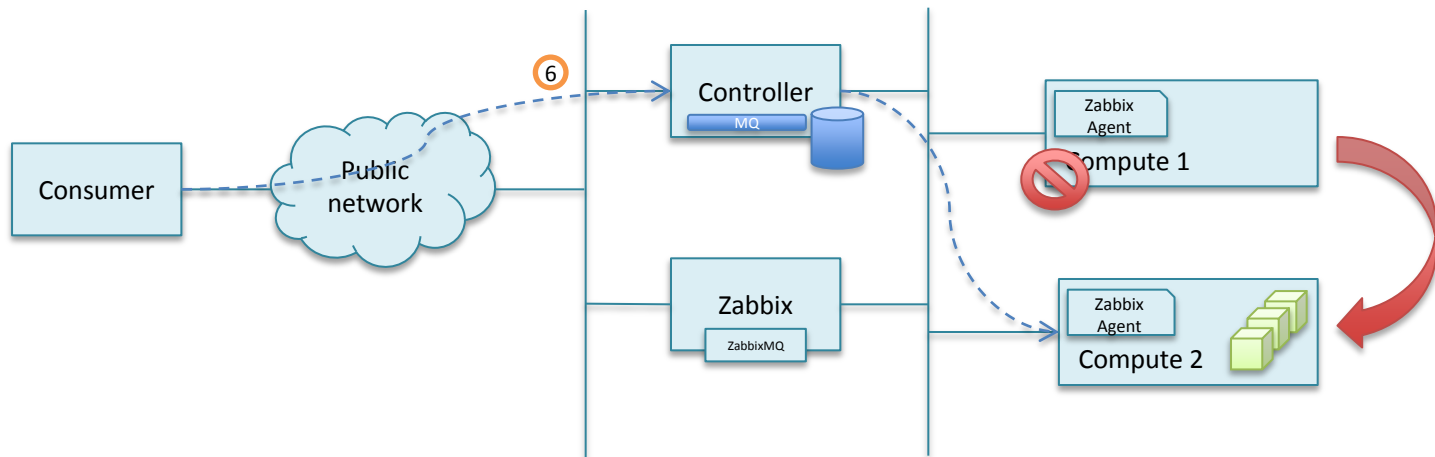 6
Controller
MQ
Zabbix
Agent
Compute 1
Consumer
Public
network
Zabbix
ZabbixMQ
Zabbix
Agent
Compute 2